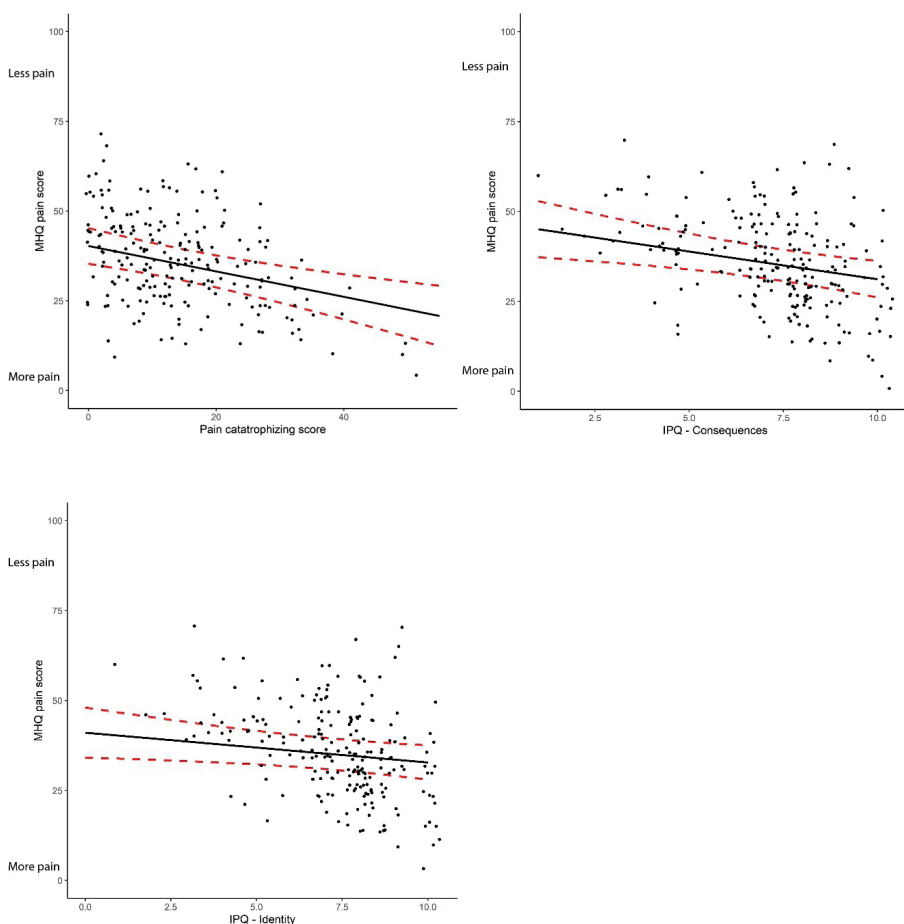 100
Less pain
75
MHQ pain score
50
25
More pain
0
0
20
40
Pain catatrophizing score
100
Less pain
75
MHQ pain score
50
25
More pain
0
2.5
5.0
7.5
10.0
IPQ - Consequences
100
Less pain
75
MHQ pain score
50
25
More pain
0
0.0
2.5
5.0
7.5
10.0
IPQ - Identity